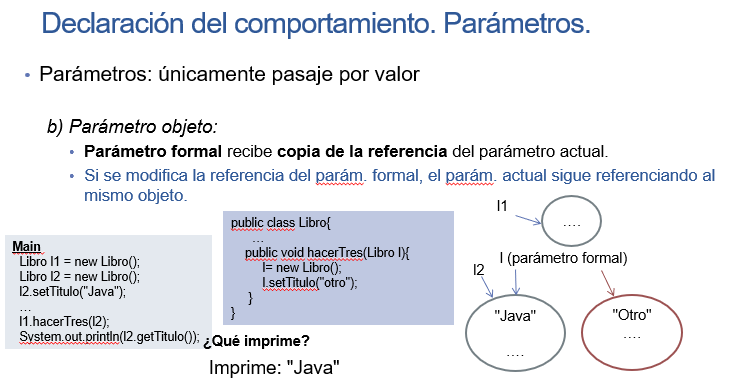 Declaración del comportamiento. Parámetros.
• Parámetros: únicamente pasaje por valor
b) Parámetro objeto:
• Parámetro formal recibe copia de la referencia del parámetro actual.
• Si se modifica la referencia del parám. formal, el parám. actual sigue referenciando al
mismo objeto.
Main
Libro l1 = new Libro();
Libro l2 = new Libro();
l2.setTitulo("Java");
...
l1.hacerTres(l2);
System.out.println(l2.getTitulo());
public class Libro{
...
public void hacerTres(Libro l){
l= new Libro();
l.setTitulo("otro");
}
}
¿Qué imprime?
Imprime: "Java"
l1
....
l (parámetro formal)
l2
"Java"
....
"Otro"
....